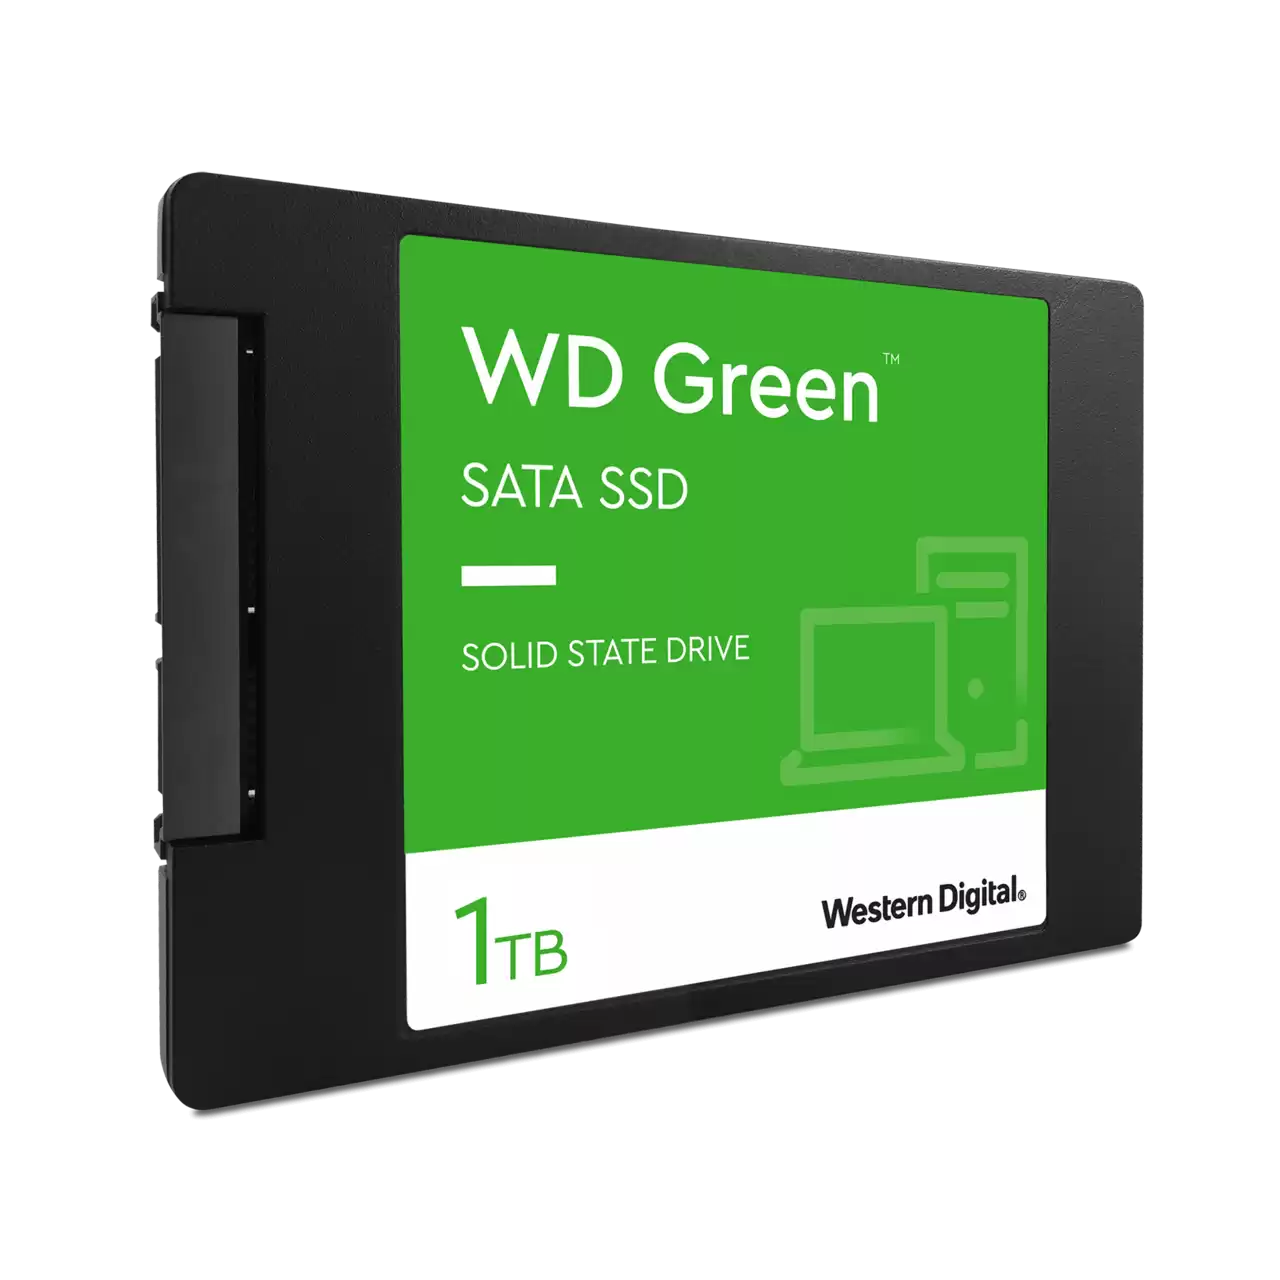 WD Green™
SATA SSD
SOLID STATE DRIVE
1TB
Western Digital®